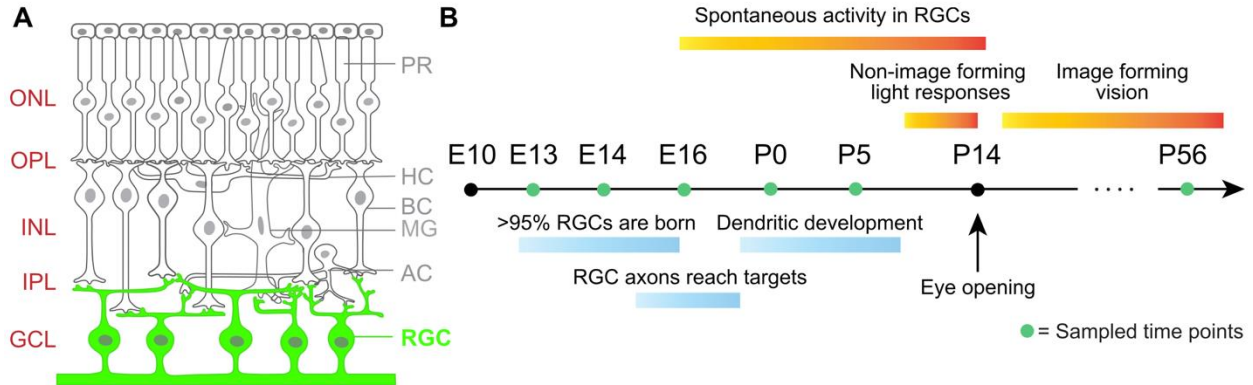 A
ONL
OPL
INL
IPL
GCL
PR
HC
BC
MG
AC
RGC
B
Spontaneous activity in RGCs
Non-image forming
light responses
Image forming
vision
E10 E13 E14 E16 P0 P5 P14 P56
>95% RGCs are born
Dendritic development
RGC axons reach targets
Eye opening
= Sampled time points